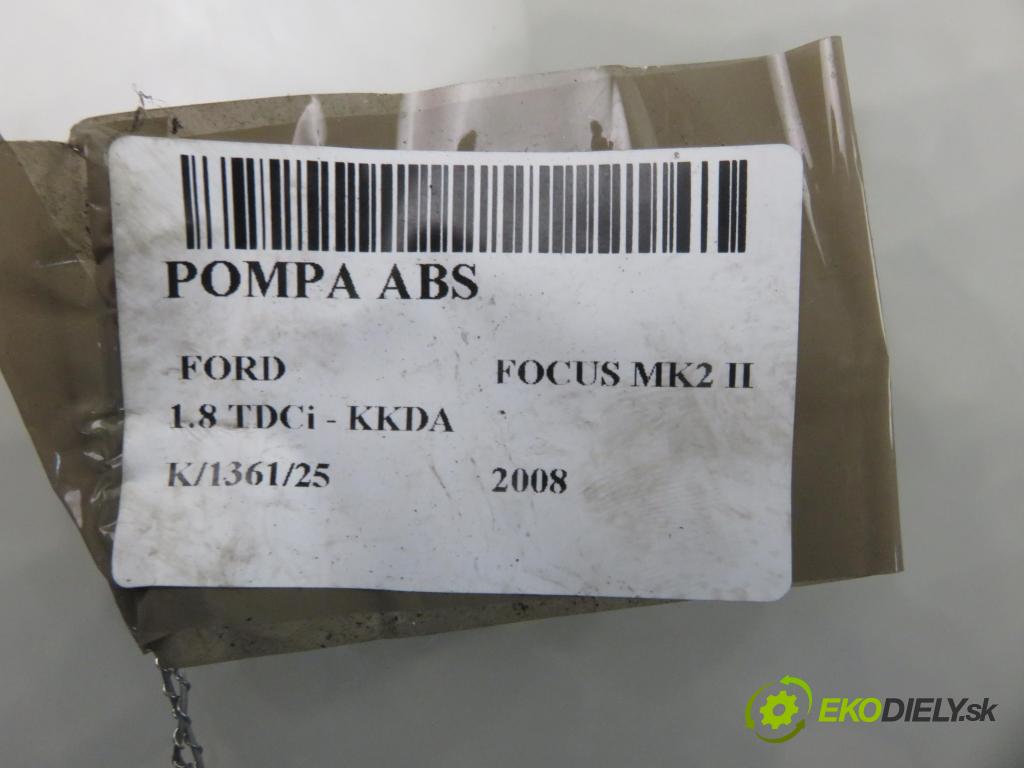 POMPA ABS
FORD FOCUS MK2 II
1.8 TDCi - KKDA
K/1361/25 2008
EKODIELY.sk